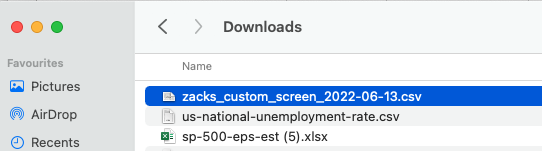 Downloads
Favourites
Name
Pictures
zacks_custom_screen_2022-06-13.csv
AirDrop
us-national-unemployment-rate.csv
Recents
sp-500-eps-est (5).xlsx